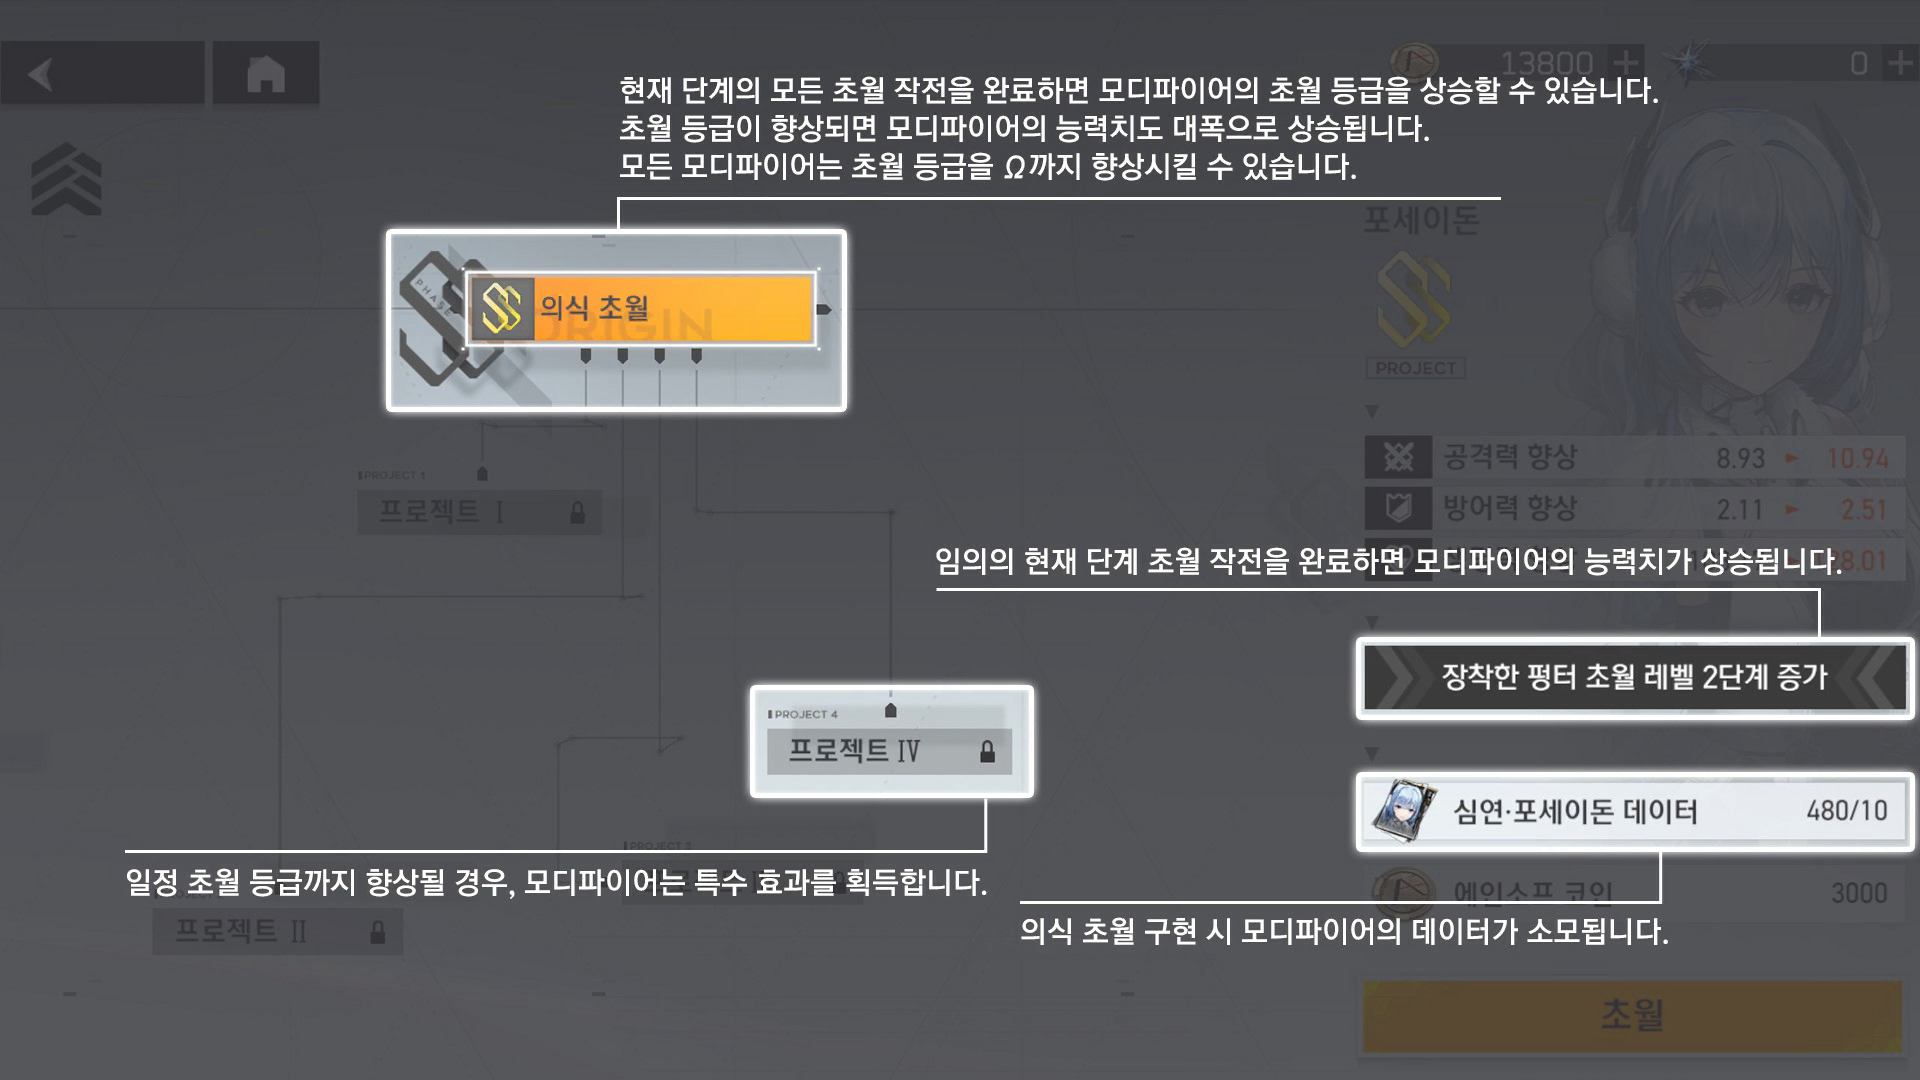 13800
0
현재 단계의 모든 초월 작전을 완료하면 모디파이어의 초월 등급을 상승할 수 있습니다.
초월 등급이 향상되면 모디파이어의 능력치도 대폭으로 상승됩니다.
모든 모디파이어는 초월 등급을 Ω까지 향상시킬 수 있습니다.
포세이돈
PHASE
의식 초월
ORIGIN
PROJECT
공격력 향상 8.93 10.94
방어력 향상 2.11 2.51
PROJECT 1
프로젝트 I
임의의 현재 단계 초월 작전을 완료하면 모디파이어의 능력치가 상승됩니다.
장착한 펑터 초월 레벨 2단계 증가
PROJECT 4
프로젝트 IV
심연·포세이돈 데이터 480/10
일정 초월 등급까지 향상될 경우, 모디파이어는 특수 효과를 획득합니다.
에인소프 코인 3000
프로젝트 II
의식 초월 구현 시 모디파이어의 데이터가 소모됩니다.
초월